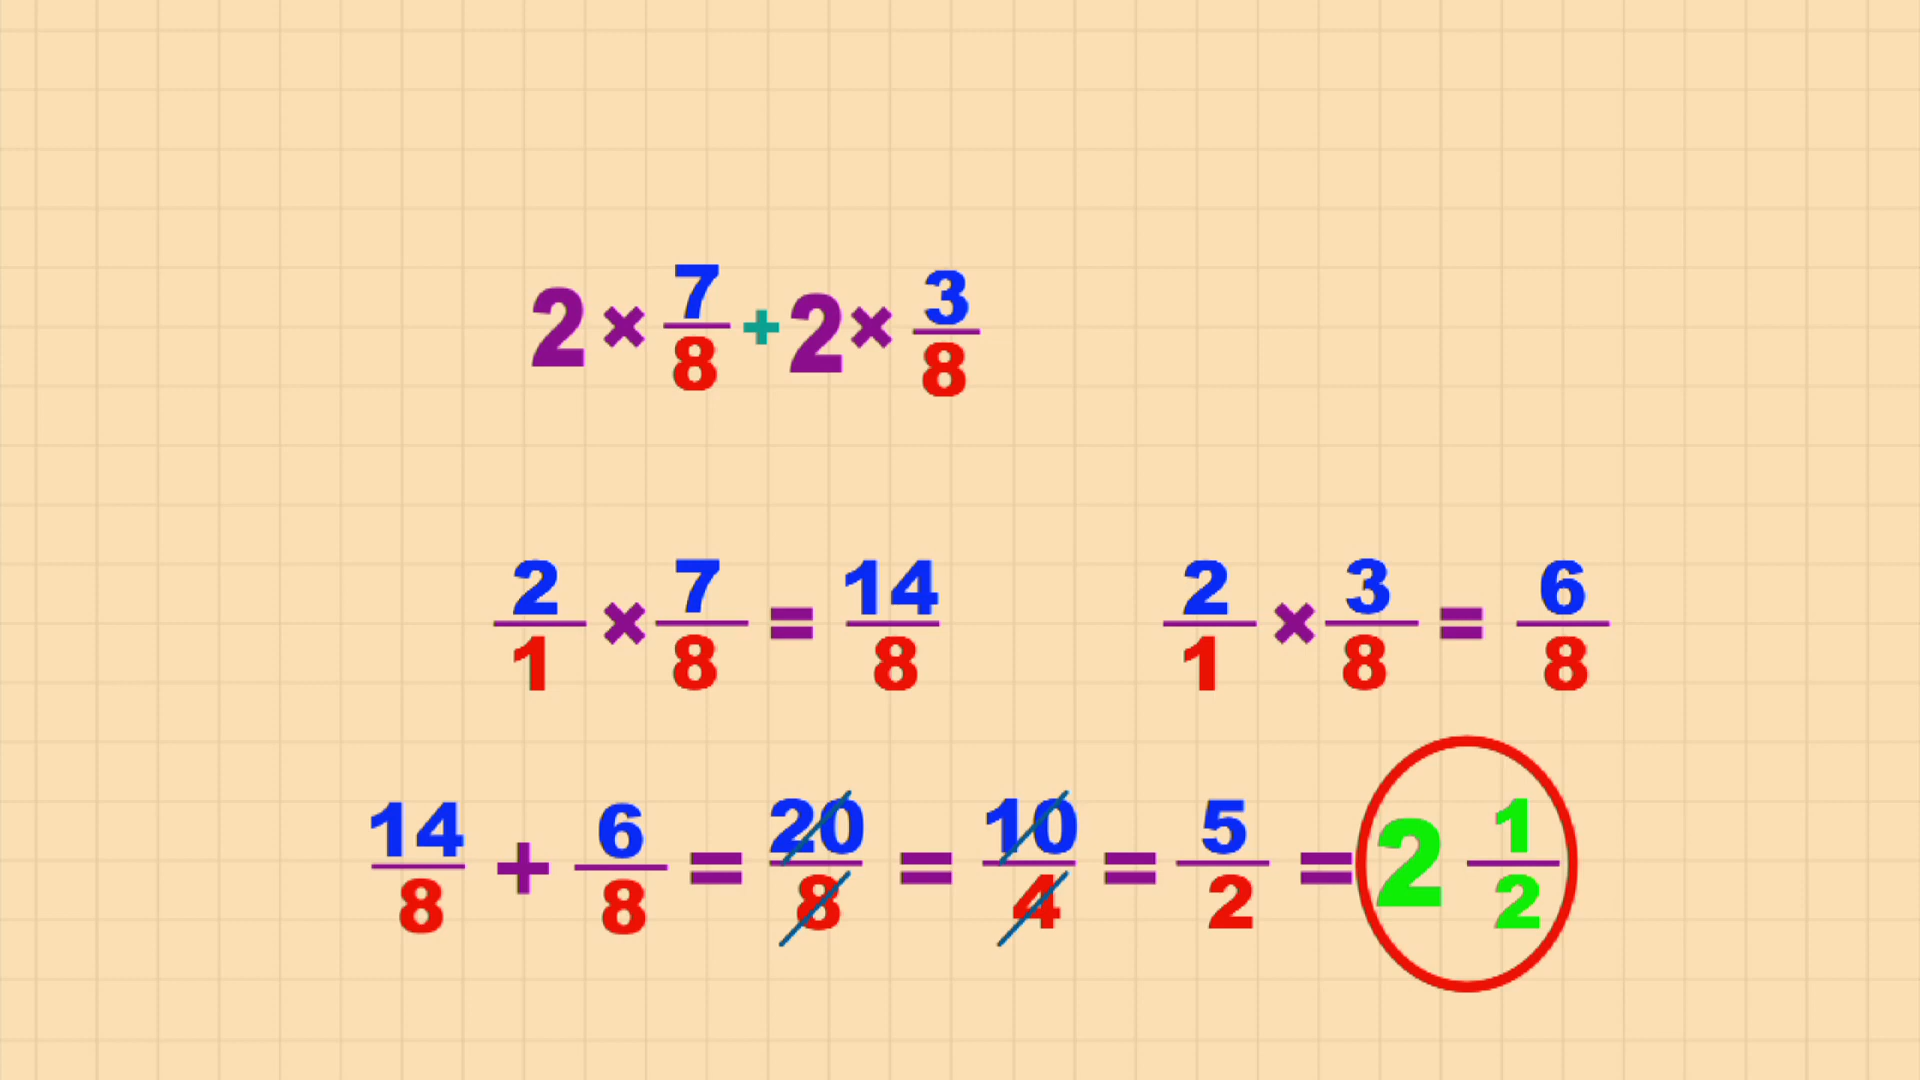 2 × 7/8 + 2 × 3/8
2/1 × 7/8 = 14/8    2/1 × 3/8 = 6/8
14/8 + 6/8 = 20/8 = 10/4 = 5/2 = 2 1/2